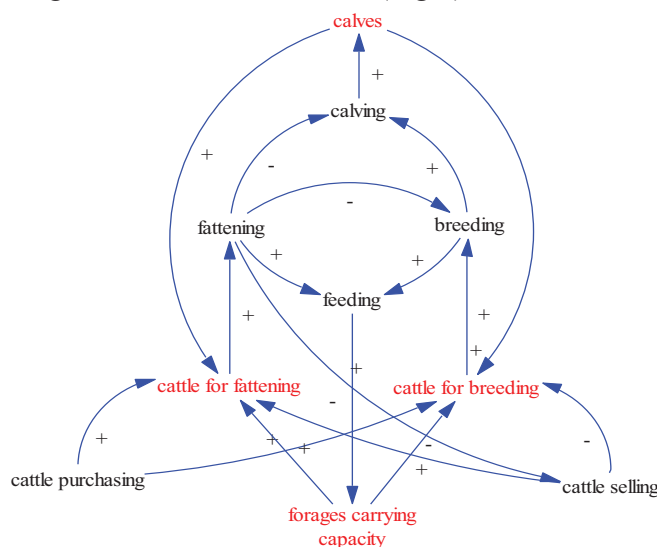 calves
+
calving
+
-
+
-
fattening
breeding
+
+
feeding
+
+
+
+
cattle for fattening
cattle for breeding
-
+
+
+
-
+
-
cattle purchasing
cattle selling
forages carrying
capacity